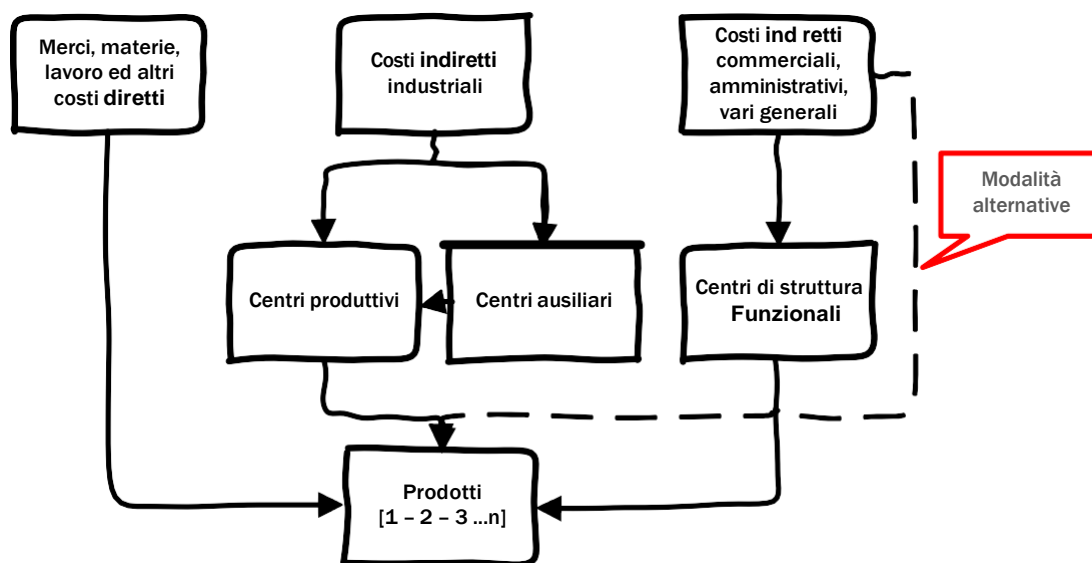 Merci, materie,
lavoro ed altri
costi diretti
Costi indiretti
industriali
Costi ind retti
commerciali,
amministrativi,
vari generali
Modalità
alternative
Centri produttivi
Centri ausiliari
Centri di struttura
Funzionali
Prodotti
[1 – 2 – 3 ...n]